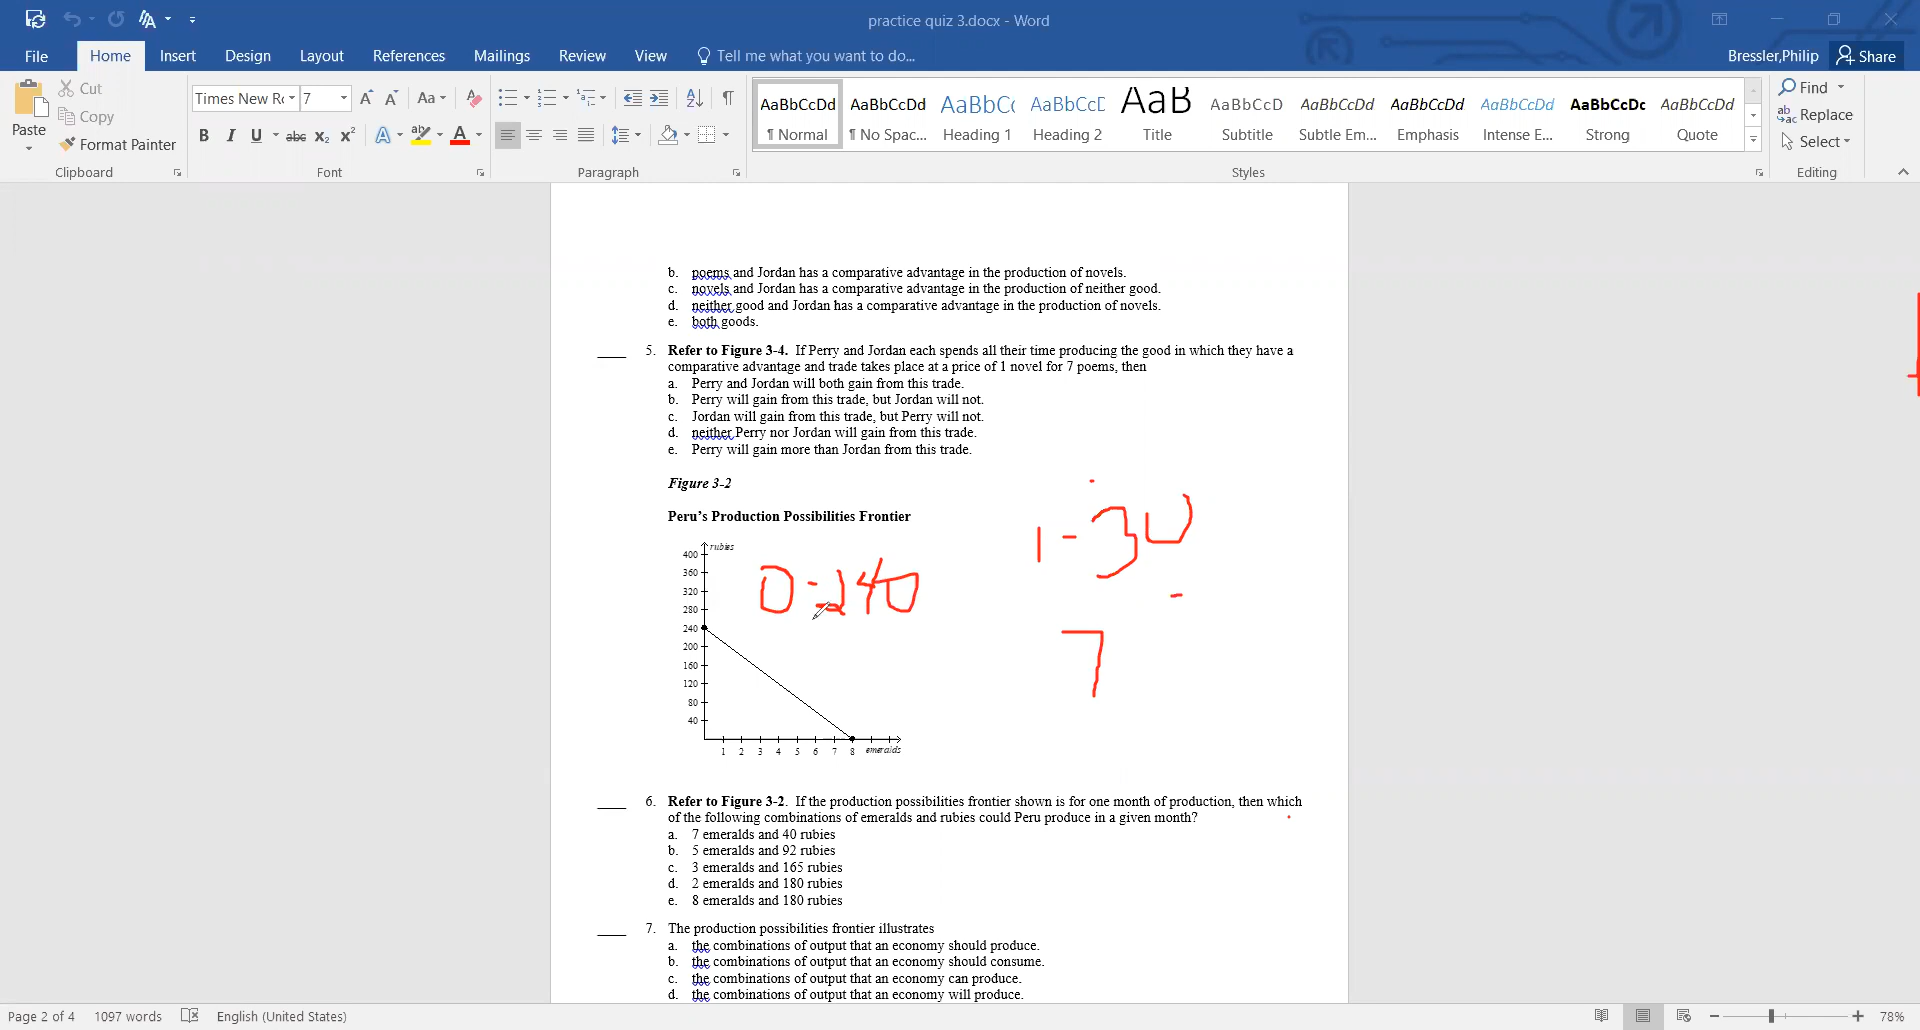 practice quiz 3.docx - Word
File Home Insert Design Layout References Mailings Review View Tell me what you want to do... Bressler,Philip Share
Paste Cut Copy Format Painter Clipboard
Times New Ro 7 Aa
B I U abc X₂ X² A A Font
Paragraph
AaBbCcDd AaBbCcDd AaBbC AaBbCcD AaB AaBbCcD AaBbCcDd AaBbCcDd AaBbCcDd AaBbCcDc AaBbCcDd
¶ Normal ¶ No Spac... Heading 1 Heading 2 Title Subtitle Subtle Em... Emphasis Intense E... Strong Quote
Styles
Find Replace Select Editing
b. poems and Jordan has a comparative advantage in the production of novels.
c. novels and Jordan has a comparative advantage in the production of neither good.
d. neither good and Jordan has a comparative advantage in the production of novels.
e. both goods.
____ 5. Refer to Figure 3-4. If Perry and Jordan each spends all their time producing the good in which they have a
comparative advantage and trade takes place at a price of 1 novel for 7 poems, then
a. Perry and Jordan will both gain from this trade.
b. Perry will gain from this trade, but Jordan will not.
c. Jordan will gain from this trade, but Perry will not.
d. neither Perry nor Jordan will gain from this trade.
e. Perry will gain more than Jordan from this trade.
Figure 3-2
Peru’s Production Possibilities Frontier
rubies
400
360
320
280
240
200
160
120
80
40
1 2 3 4 5 6 7 8 emeralds
0 = 240
1 - 30
7
____ 6. Refer to Figure 3-2. If the production possibilities frontier shown is for one month of production, then which
of the following combinations of emeralds and rubies could Peru produce in a given month?
a. 7 emeralds and 40 rubies
b. 5 emeralds and 92 rubies
c. 3 emeralds and 165 rubies
d. 2 emeralds and 180 rubies
e. 8 emeralds and 180 rubies
____ 7. The production possibilities frontier illustrates
a. the combinations of output that an economy should produce.
b. the combinations of output that an economy should consume.
c. the combinations of output that an economy can produce.
d. the combinations of output that an economy will produce.
Page 2 of 4 1097 words English (United States) 78%